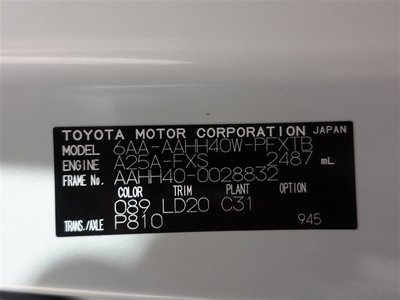 TOYOTA MOTOR CORPORATION JAPAN
MODEL 6AA-AAHH40W-PFXTB
ENGINE A25A-FXS 2487 mL
FRAME No. AAHH40-0028832
COLOR TRIM PLANT OPTION
089 LD20 C31
TRANS./AXLE P810 945